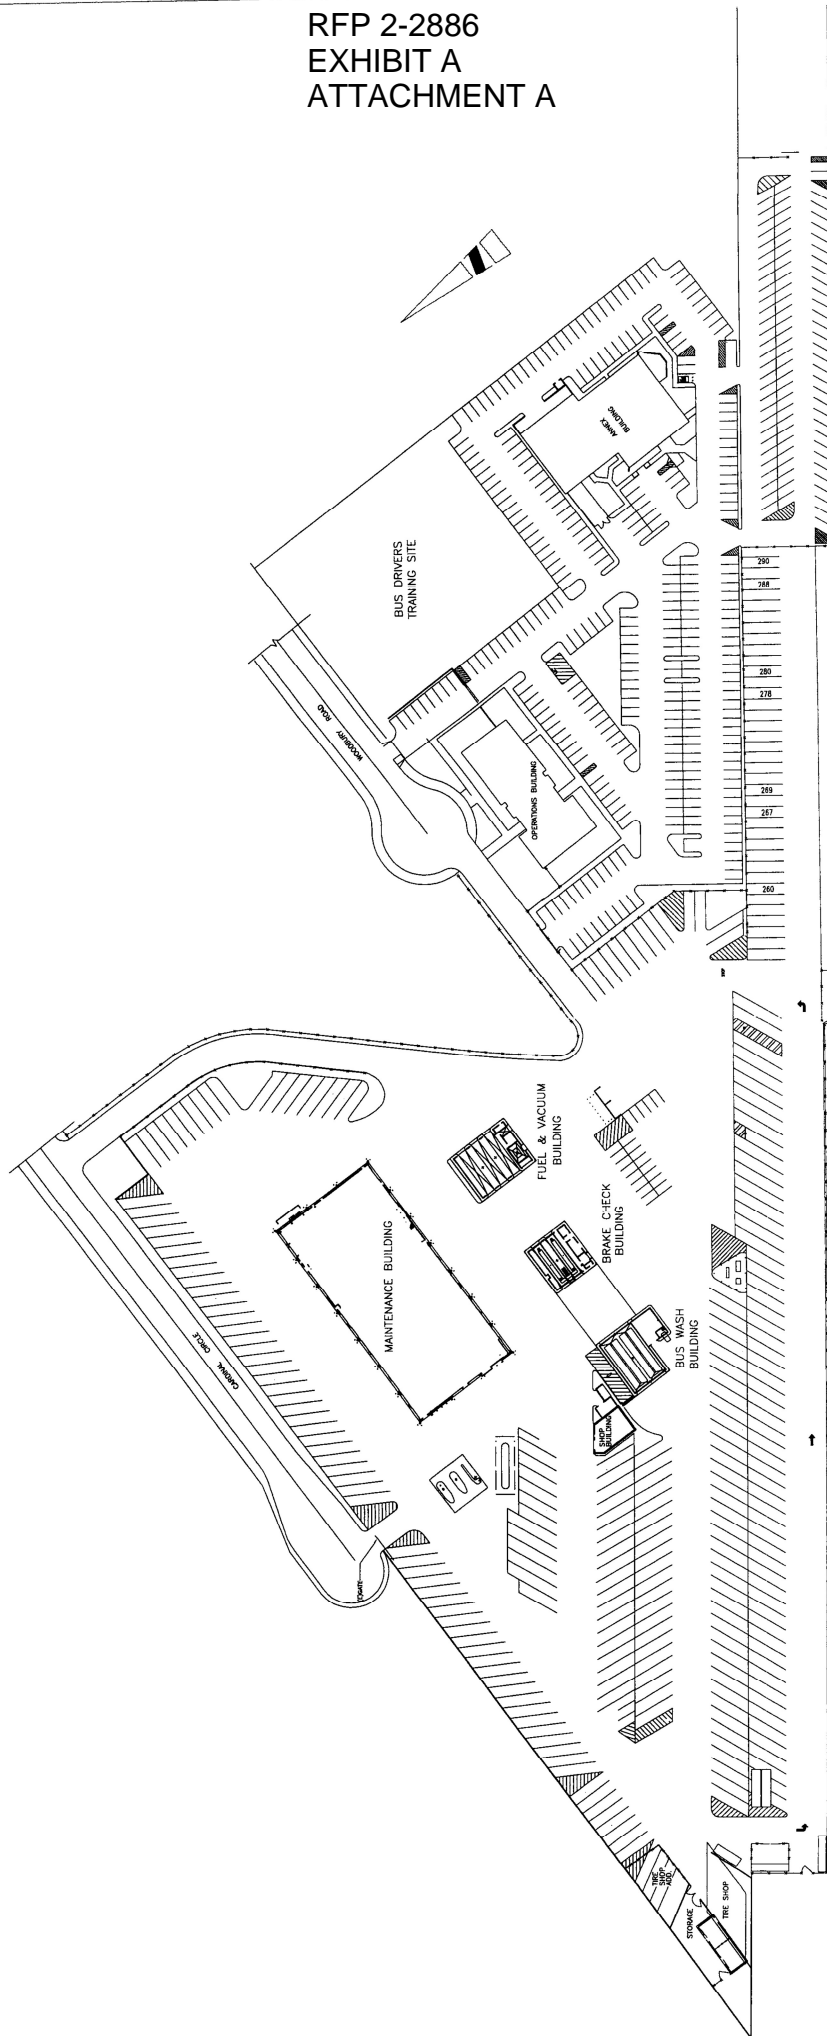 RFP 2-2886
EXHIBIT A
ATTACHMENT A
ANNEX
BUILDING
BUS DRIVERS
TRAINING SITE
290
288
280
278
269
267
260
WOODBURY ROAD
OPERATIONS BUILDING
FUEL & VACUUM
BUILDING
BRAKE CHECK
BUILDING
MAINTENANCE BUILDING
BUS WASH
BUILDING
CARDINAL CIRCLE
SHOP
BUILDING
TIRE
SHOP
ADD.
STORAGE
TIRE SHOP